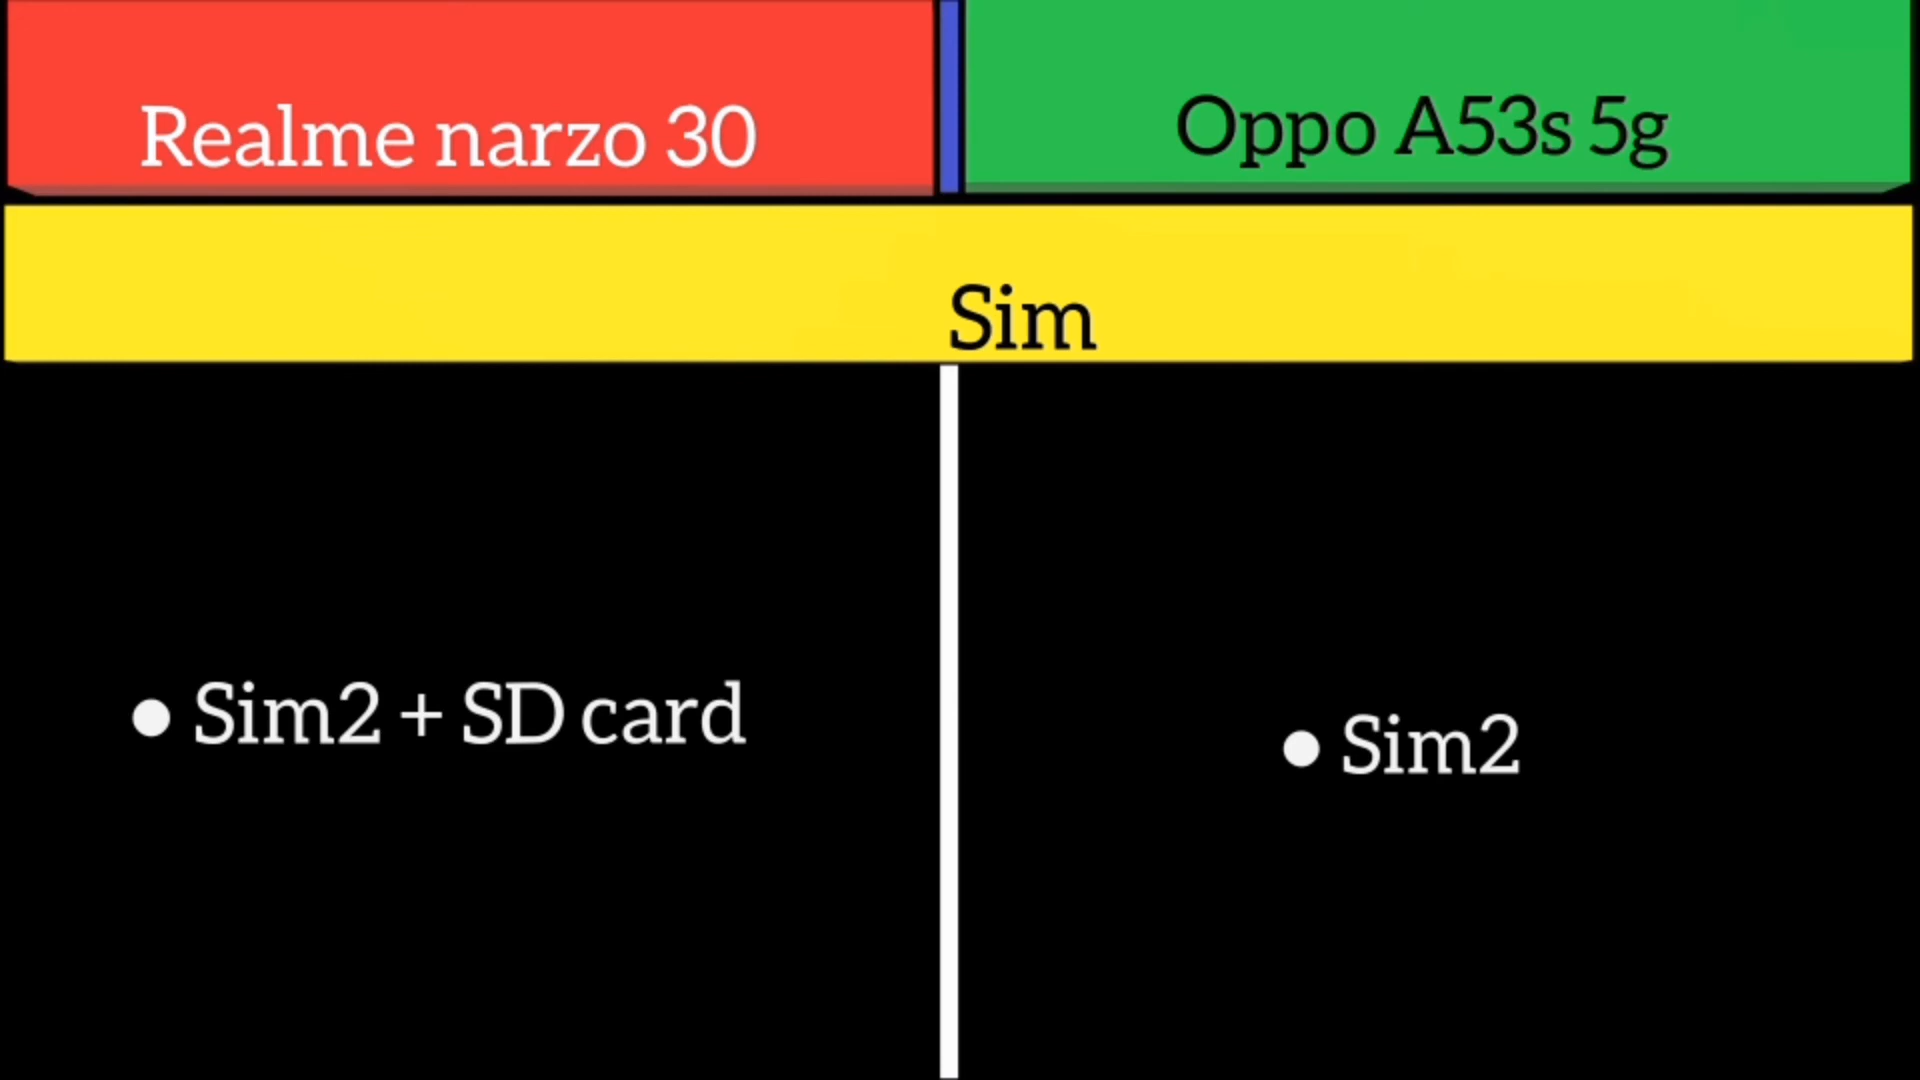 Realme narzo 30
Oppo A53s 5g
Sim
• Sim2 + SD card
• Sim2